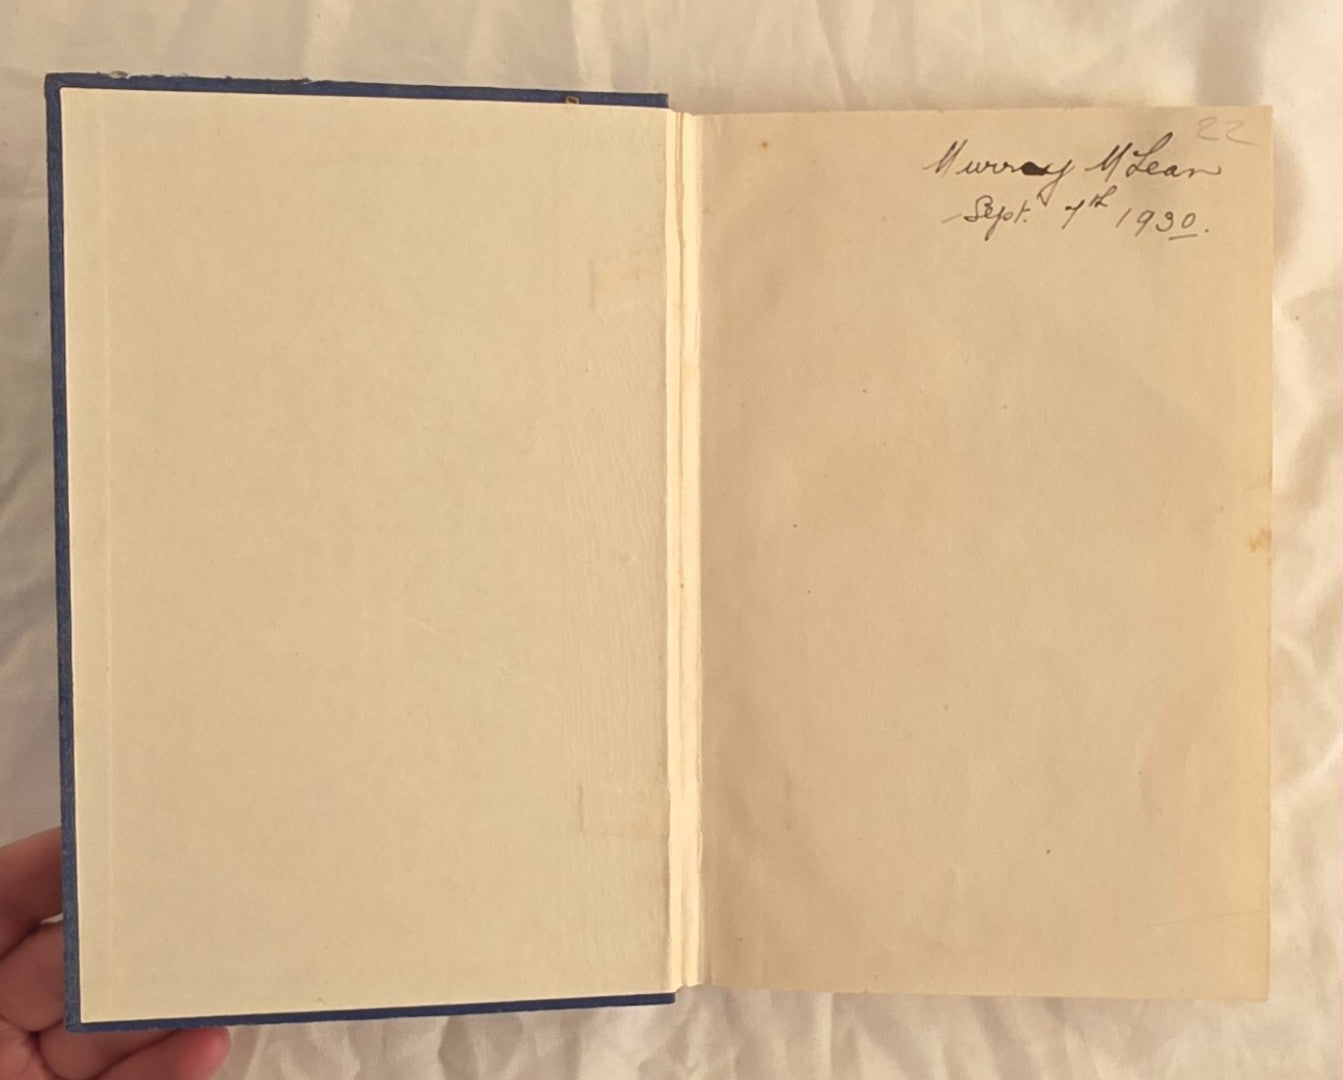 22
Murray McLean
Sept. 7th 1930.